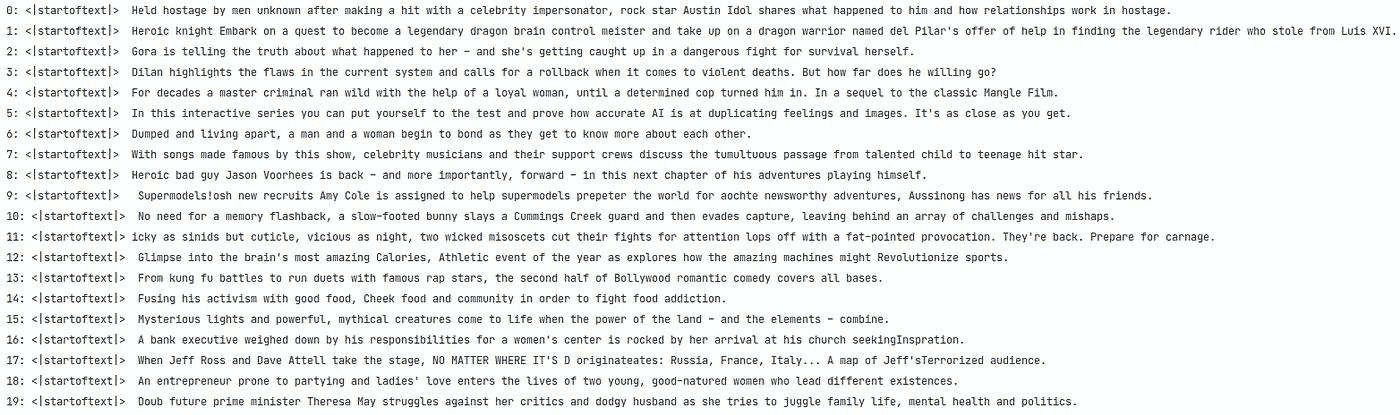 0: <|startoftext|> Held hostage by men unknown after making a hit with a celebrity impersonator, rock star Austin Idol shares what happened to him and how relationships work in hostage.
1: <|startoftext|> Heroic knight Embark on a quest to become a legendary dragon brain control meister and take up on a dragon warrior named del Pilar's offer of help in finding the legendary rider who stole from Luis XVI.
2: <|startoftext|> Gora is telling the truth about what happened to her – and she's getting caught up in a dangerous fight for survival herself.
3: <|startoftext|> Dilan highlights the flaws in the current system and calls for a rollback when it comes to violent deaths. But how far does he willing go?
4: <|startoftext|> For decades a master criminal ran wild with the help of a loyal woman, until a determined cop turned him in. In a sequel to the classic Mangle Film.
5: <|startoftext|> In this interactive series you can put yourself to the test and prove how accurate AI is at duplicating feelings and images. It's as close as you get.
6: <|startoftext|> Dumped and living apart, a man and a woman begin to bond as they get to know more about each other.
7: <|startoftext|> With songs made famous by this show, celebrity musicians and their support crews discuss the tumultuous passage from talented child to teenage hit star.
8: <|startoftext|> Heroic bad guy Jason Voorhees is back – and more importantly, forward – in this next chapter of his adventures playing himself.
9: <|startoftext|> Supermodels!osh new recruits Amy Cole is assigned to help supermodels prepeter the world for aochte newsworthy adventures, Aussinong has news for all his friends.
10: <|startoftext|> No need for a memory flashback, a slow-footed bunny slays a Cummings Creek guard and then evades capture, leaving behind an array of challenges and mishaps.
11: <|startoftext|> icky as sinids but cuticle, vicious as night, two wicked misoscets cut their fights for attention lops off with a fat-pointed provocation. They're back. Prepare for carnage.
12: <|startoftext|> Glimpse into the brain's most amazing Calories, Athletic event of the year as explores how the amazing machines might Revolutionize sports.
13: <|startoftext|> From kung fu battles to run duets with famous rap stars, the second half of Bollywood romantic comedy covers all bases.
14: <|startoftext|> Fusing his activism with good food, Cheek food and community in order to fight food addiction.
15: <|startoftext|> Mysterious lights and powerful, mythical creatures come to life when the power of the land – and the elements – combine.
16: <|startoftext|> A bank executive weighed down by his responsibilities for a women's center is rocked by her arrival at his church seekingInspration.
17: <|startoftext|> When Jeff Ross and Dave Attell take the stage, NO MATTER WHERE IT'S D originateates: Russia, France, Italy... A map of Jeff'sTerrorized audience.
18: <|startoftext|> An entrepreneur prone to partying and ladies' love enters the lives of two young, good-natured women who lead different existences.
19: <|startoftext|> Doub future prime minister Theresa May struggles against her critics and dodgy husband as she tries to juggle family life, mental health and politics.